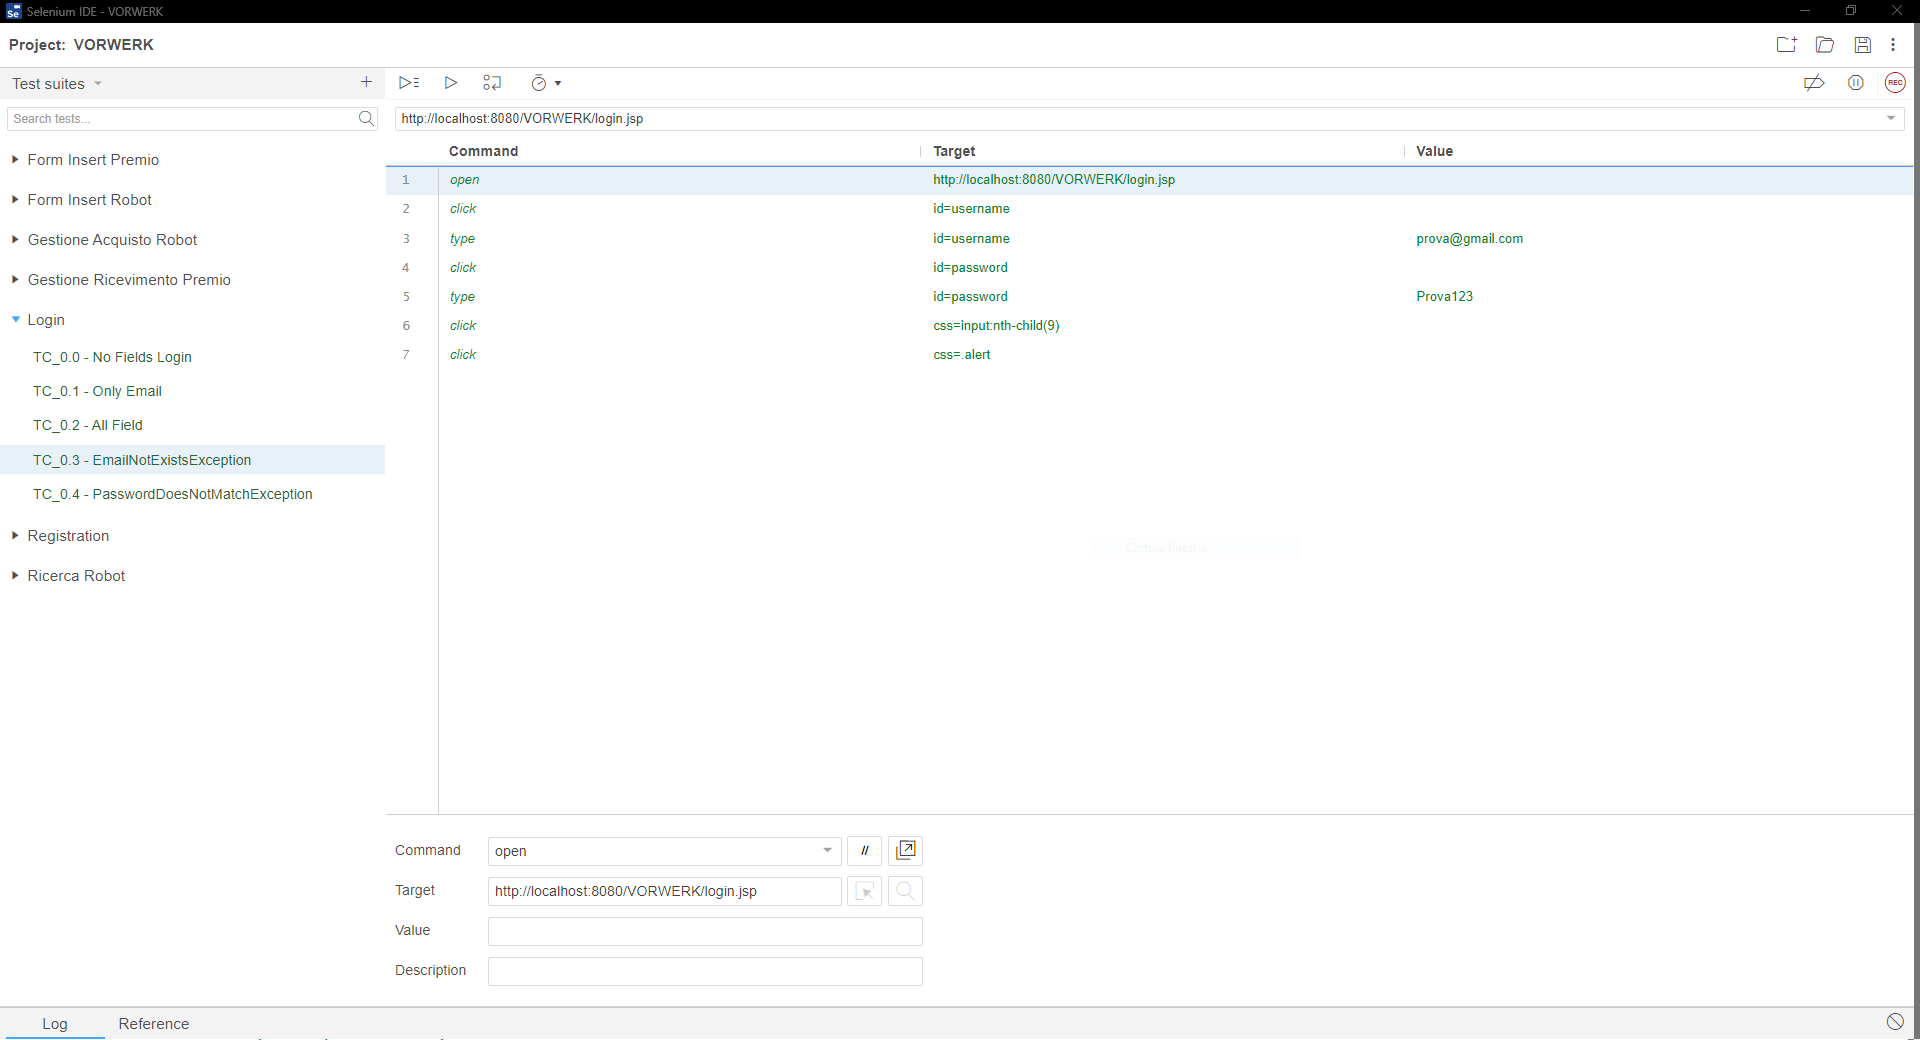 Selenium IDE - VORWERK
Project: VORWERK
Test suites
Search tests...
http://localhost:8080/VORWERK/login.jsp
Command Target Value
1 open http://localhost:8080/VORWERK/login.jsp
2 click id=username
3 type id=username prova@gmail.com
4 click id=password
5 type id=password Prova123
6 click css=input:nth-child(9)
7 click css=.alert
Form Insert Premio
Form Insert Robot
Gestione Acquisto Robot
Gestione Ricevimento Premio
Login
TC_0.0 - No Fields Login
TC_0.1 - Only Email
TC_0.2 - All Field
TC_0.3 - EmailNotExistsException
TC_0.4 - PasswordDoesNotMatchException
Registration
Ricerca Robot
Command open //
Target http://localhost:8080/VORWERK/login.jsp
Value
Description
Log Reference
REC